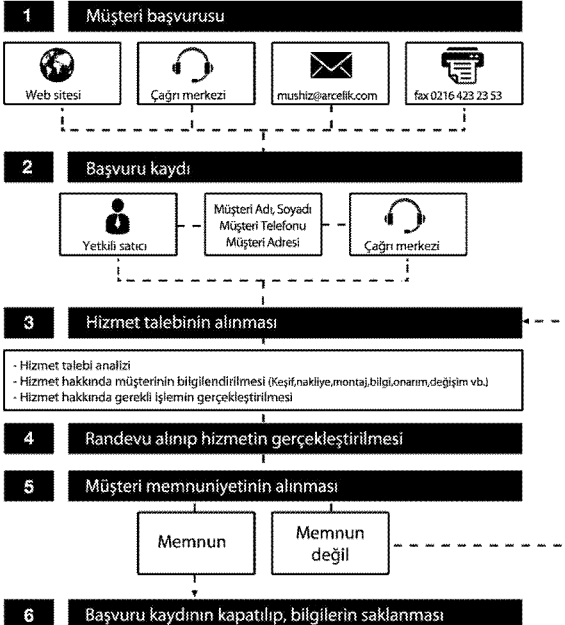 1 Müşteri başvurusu
Web sitesi
Çağrı merkezi
mushiz@arcelik.com
fax 0216 423 23 53
2 Başvuru kaydı
Yetkili satıcı
Müşteri Adı, Soyadı
Müşteri Telefonu
Müşteri Adresi
Çağrı merkezi
3 Hizmet talebinin alınması
- Hizmet talebi analizi
- Hizmet hakkında müşterinin bilgilendirilmesi (Keşif,nakliye,montaj,bilgi,onarım,değişim vb.)
- Hizmet hakkında gerekli işlemin gerçekleştirilmesi
4 Randevu alınıp hizmetin gerçekleştirilmesi
5 Müşteri memnuniyetinin alınması
Memnun
Memnun
değil
6 Başvuru kaydının kapatılıp, bilgilerin saklanması